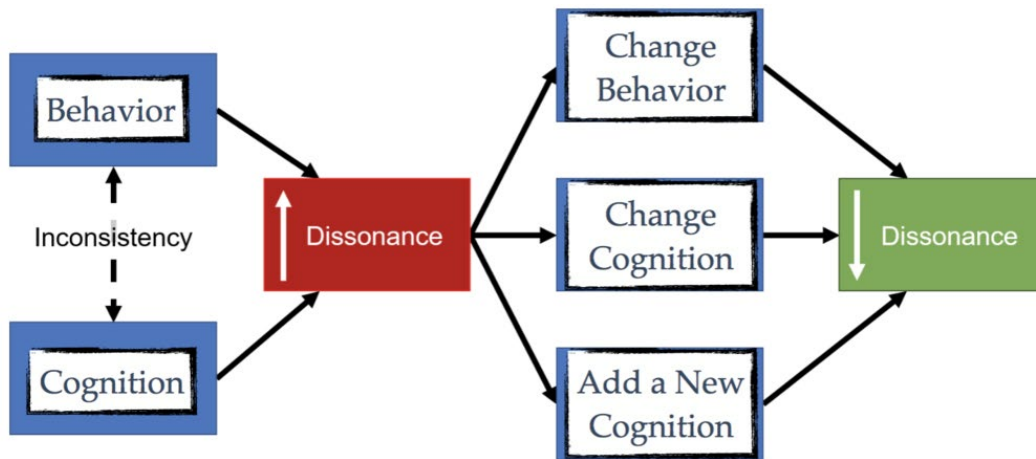 Behavior
Inconsistency
Cognition
Dissonance
Change
Behavior
Change
Cognition
Add a New
Cognition
Dissonance